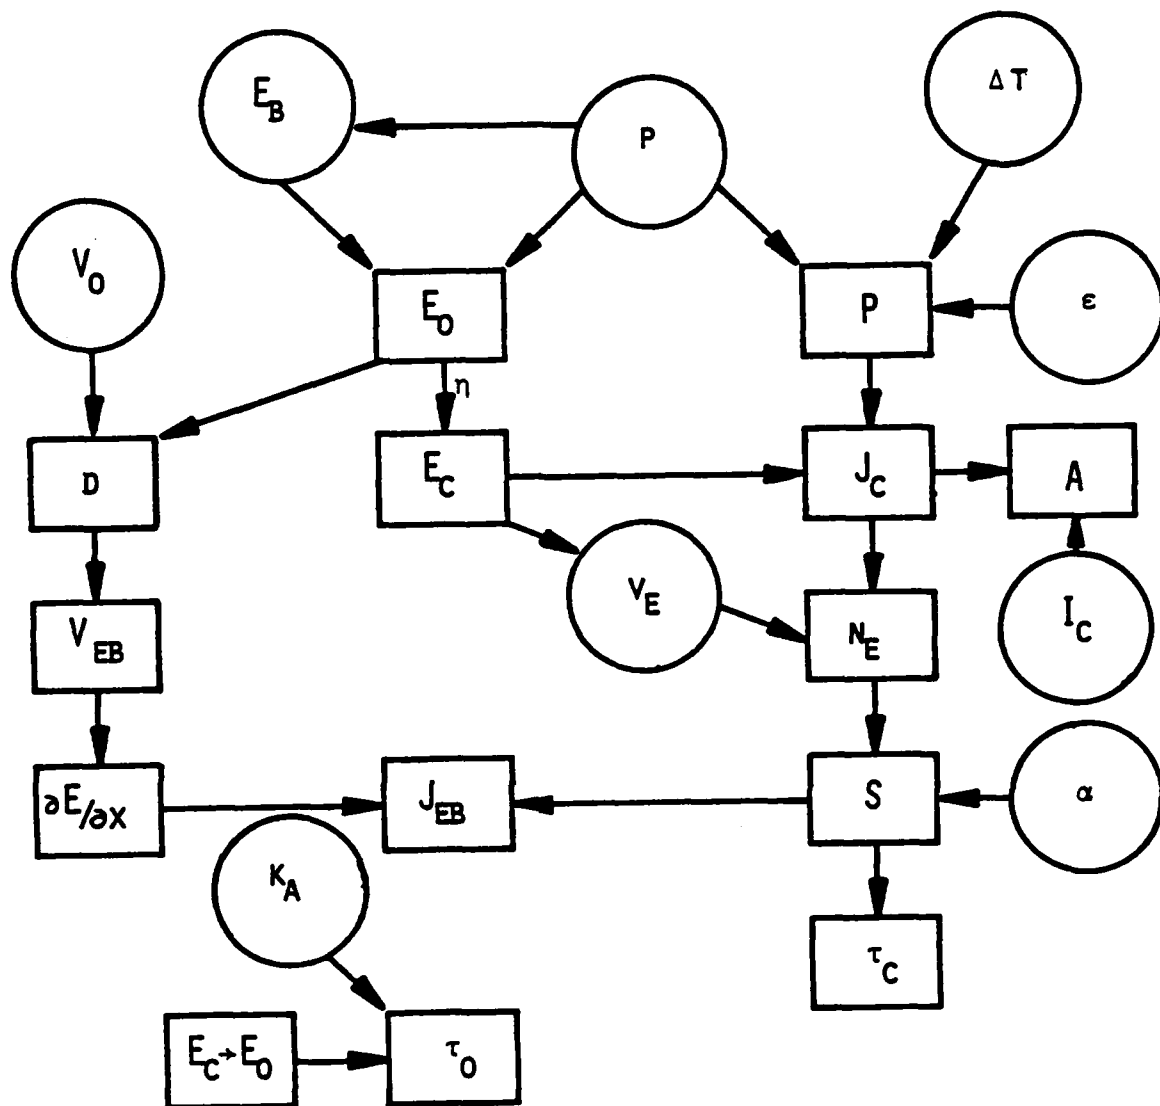 E_B
P
ΔT
V_O
E_O
P
ε
η
D
E_C
J_C
A
V_EB
V_E
N_E
I_C
∂E/∂X
J_EB
S
α
K_A
τ_C
E_C→E_O
τ_O